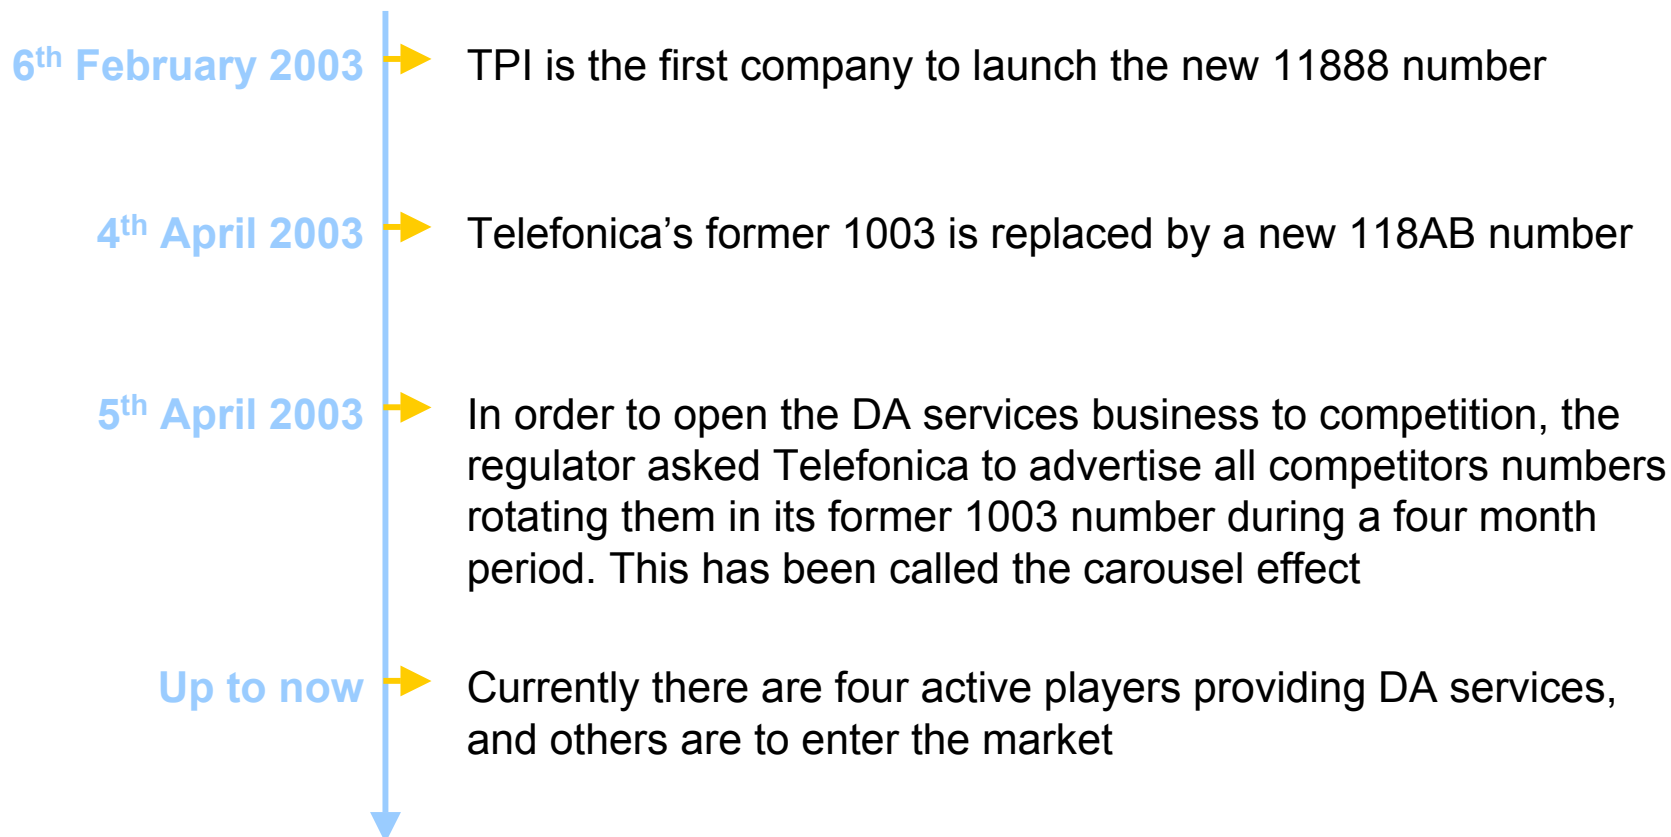 6th February 2003 TPI is the first company to launch the new 11888 number
4th April 2003 Telefonica’s former 1003 is replaced by a new 118AB number
5th April 2003 In order to open the DA services business to competition, the
regulator asked Telefonica to advertise all competitors numbers
rotating them in its former 1003 number during a four month
period. This has been called the carousel effect
Up to now Currently there are four active players providing DA services,
and others are to enter the market